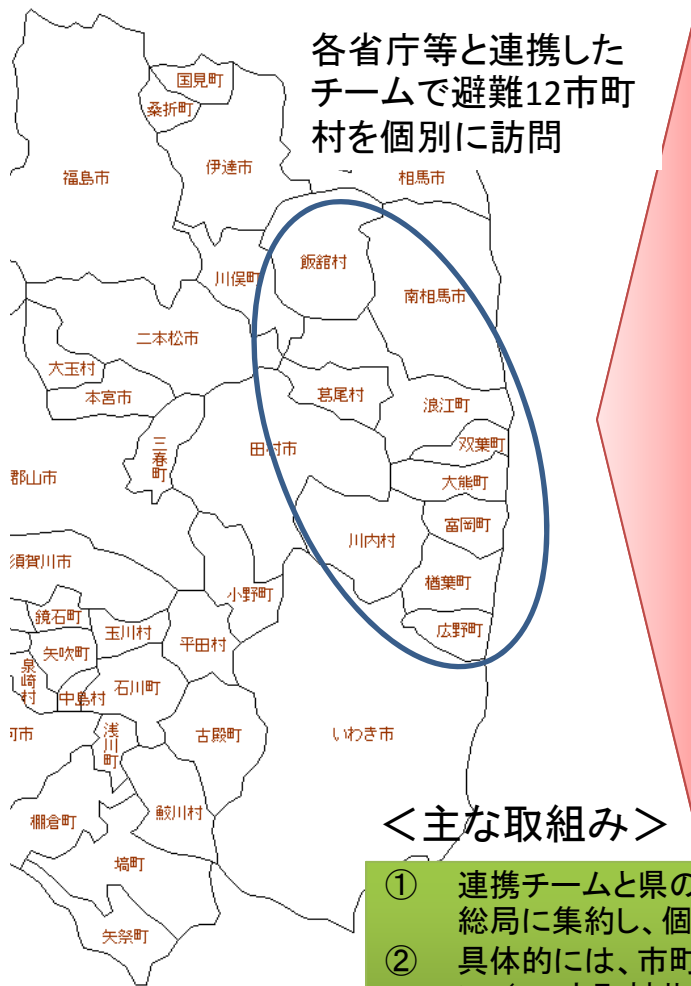 各省庁等と連携した
チームで避難12市町
村を個別に訪問
国見町
桑折町
伊達市
福島市
相馬市
飯舘村
川俣町
南相馬市
二本松市
大玉村
本宮市
葛尾村
浪江町
三春町
田村市
双葉町
郡山市
大熊町
富岡町
川内村
須賀川市
楢葉町
小野町
鏡石町
玉川村
広野町
矢吹町
平田村
泉崎村
中島村
石川町
浅川町
古殿町
いわき市
河市
棚倉町
鮫川村
塙町
矢祭町
<主な取組み>
① 連携チームと県の
総局に集約し、個
② 具体的には、市町